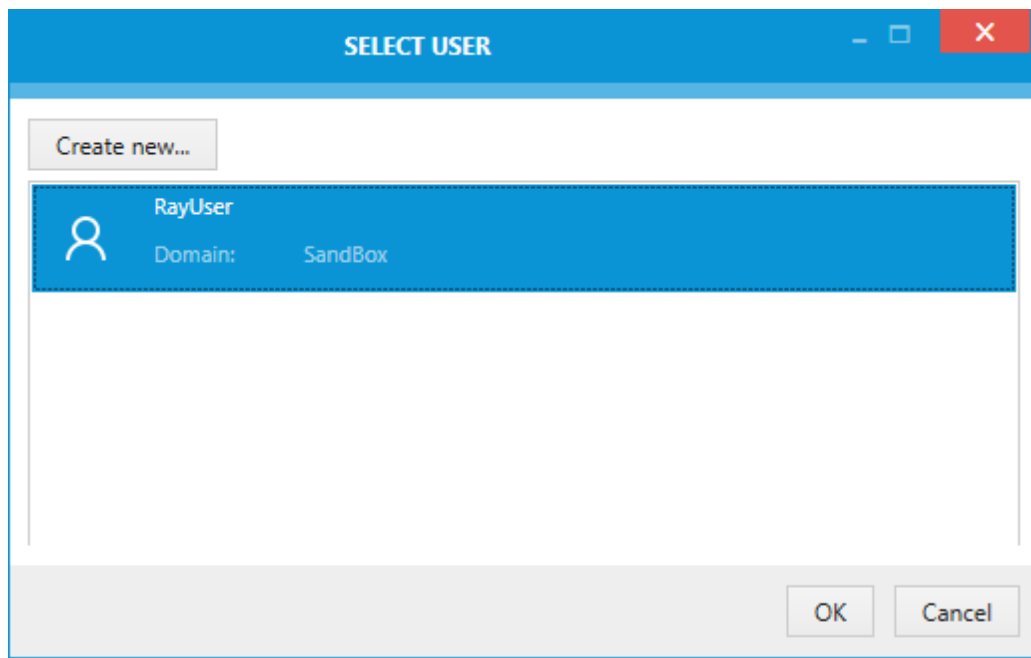 SELECT USER
Create new...
RayUser
Domain: SandBox
OK Cancel